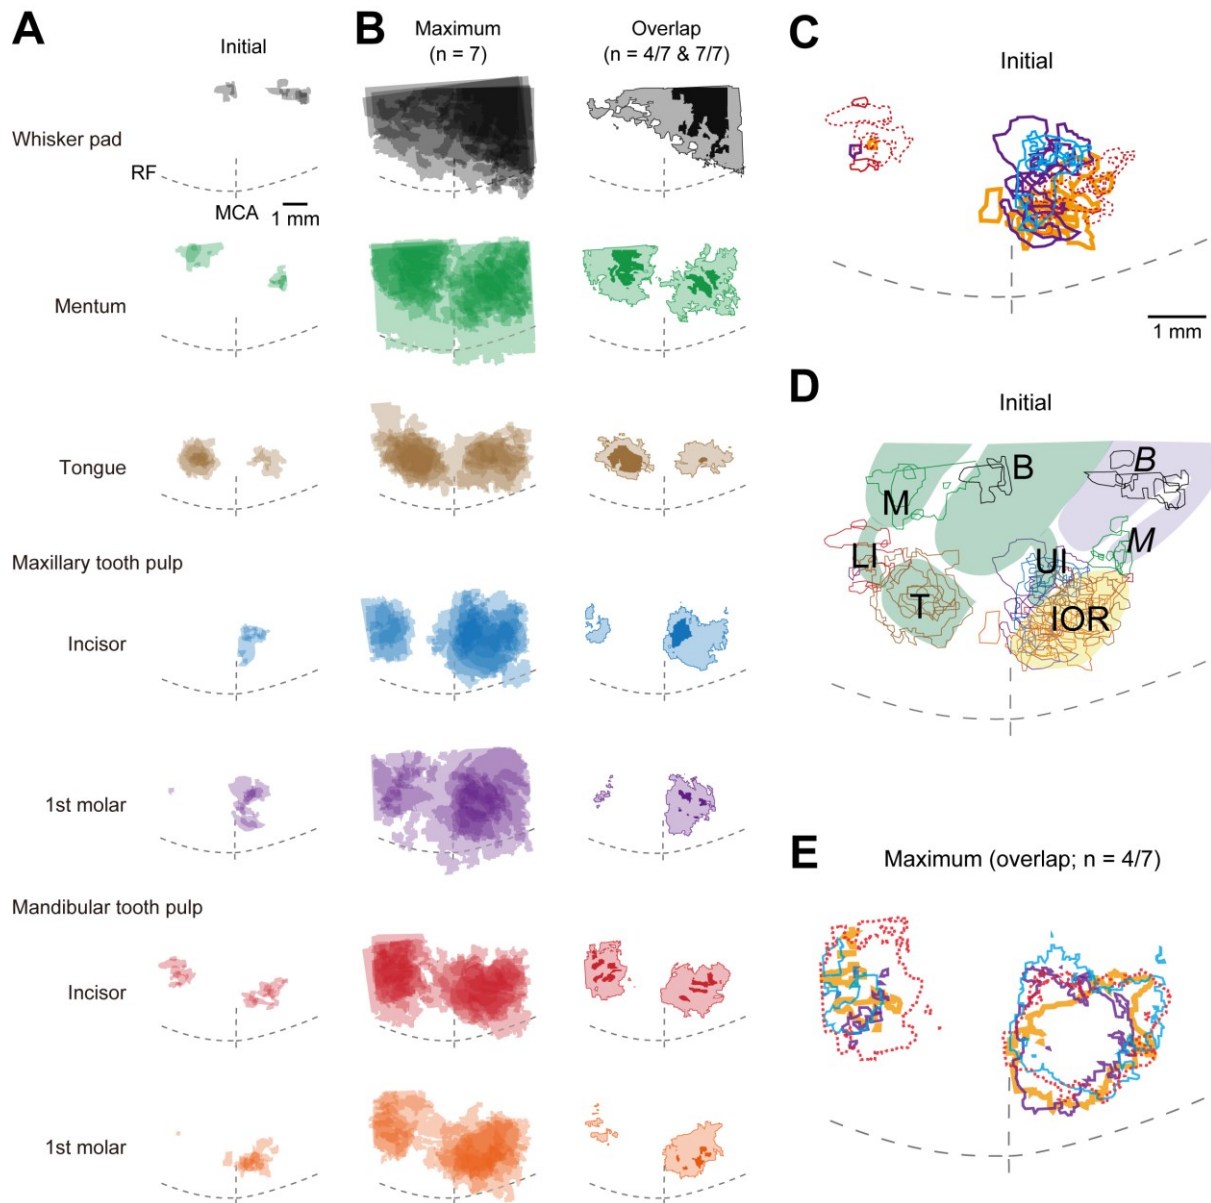 A
Initial
B
Maximum
(n = 7)
Overlap
(n = 4/7 & 7/7)
C
Initial
Whisker pad
RF
MCA
1 mm
Mentum
1 mm
D
Initial
Tongue
B
B
M
M
LI
UI
T
IOR
Maxillary tooth pulp
Incisor
1st molar
E
Maximum (overlap; n = 4/7)
Mandibular tooth pulp
Incisor
1st molar